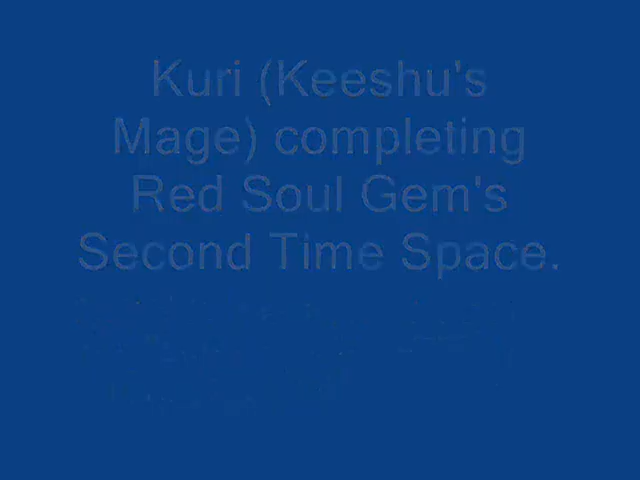 Kuri (Keeshu's
Mage) completing
Red Soul Gem's
Second Time Space.